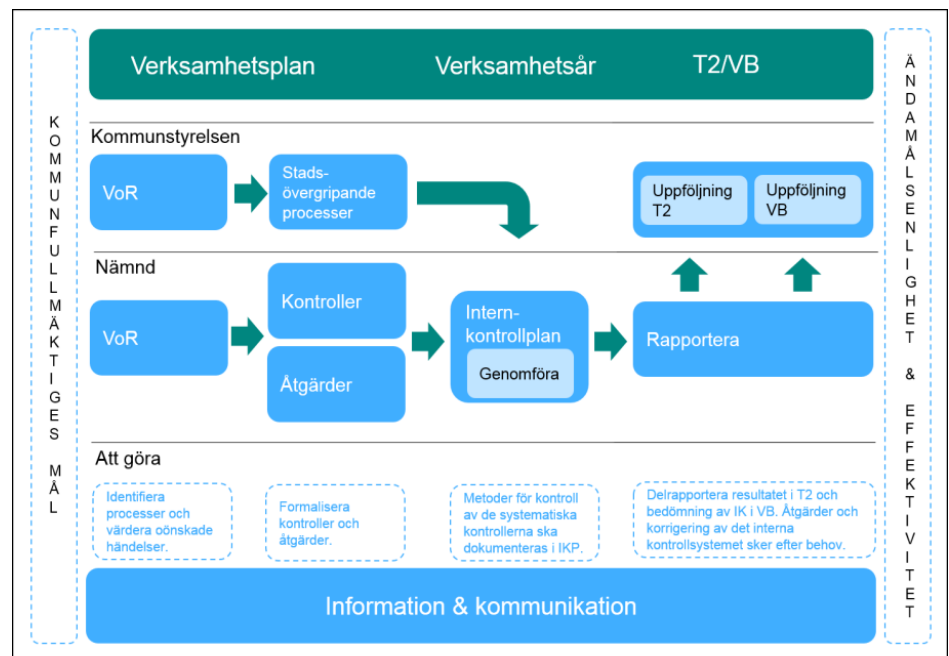 KOMMUNFULLMÄKTIGES MÅL
Verksamhetsplan
Verksamhetsår
T2/VB
Kommunstyrelsen
VoR
Stads-
övergripande
processer
Uppföljning
T2
Uppföljning
VB
Nämnd
VoR
Kontroller
Åtgärder
Intern-
kontrollplan
Genomföra
Rapportera
Att göra
Identifiera
processer och
värdera oönskade
händelser.
Formalisera
kontroller och
åtgärder.
Metoder för kontroll
av de systematiska
kontrollerna ska
dokumenteras i IKP.
Delrapportera resultatet i T2 och
bedömning av IK i VB. Åtgärder och
korrigering av det interna
kontrollsystemet sker efter behov.
Information & kommunikation
ÄNDAMÅLSENLIGHET & EFFEKTIVITET